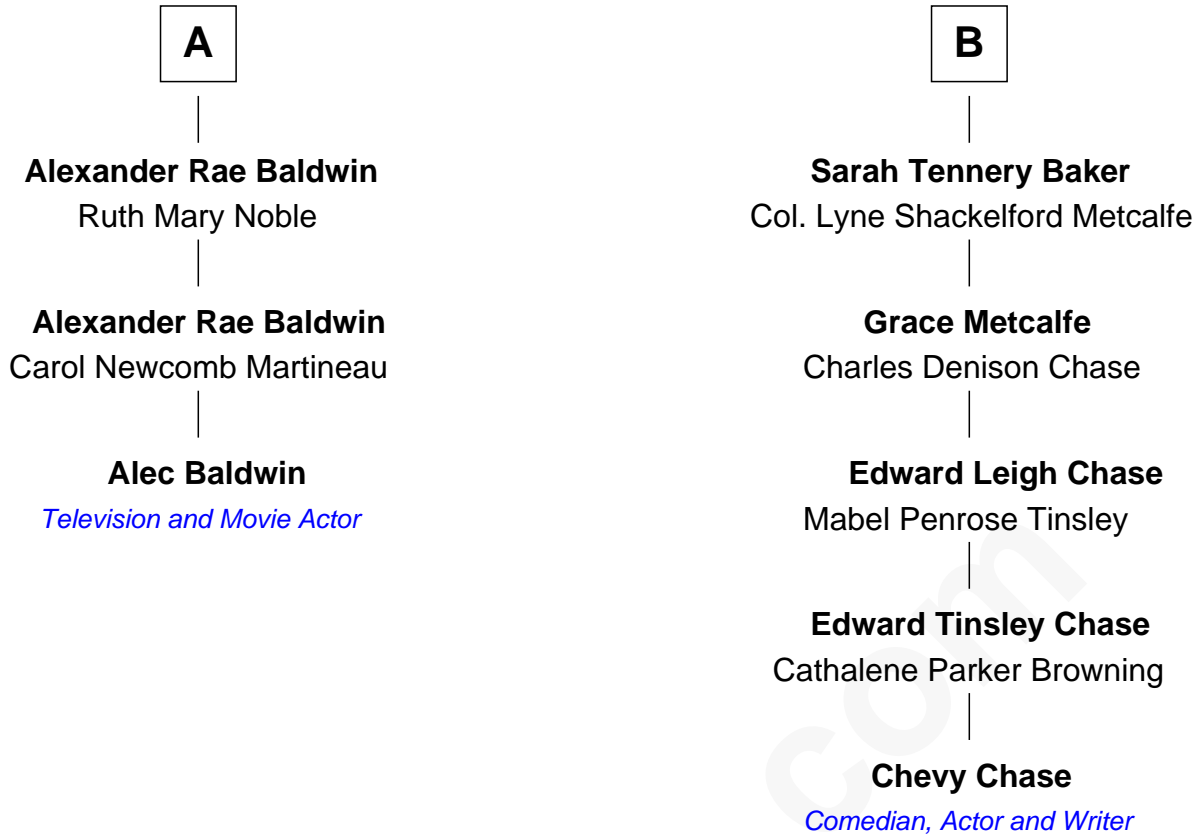 A
Alexander Rae Baldwin
Ruth Mary Noble
Alexander Rae Baldwin
Carol Newcomb Martineau
Alec Baldwin
Television and Movie Actor
B
Sarah Tennery Baker
Col. Lyne Shackelford Metcalfe
Grace Metcalfe
Charles Denison Chase
Edward Leigh Chase
Mabel Penrose Tinsley
Edward Tinsley Chase
Cathalene Parker Browning
Chevy Chase
Comedian, Actor and Writer
com